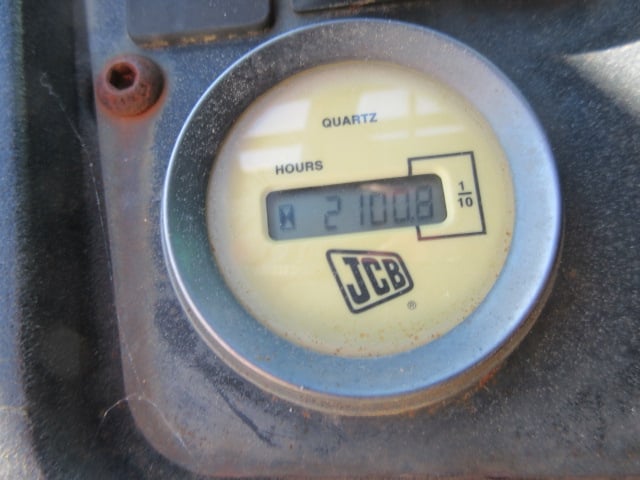 QUARTZ
HOURS
2100.8
1/10
JCB
®